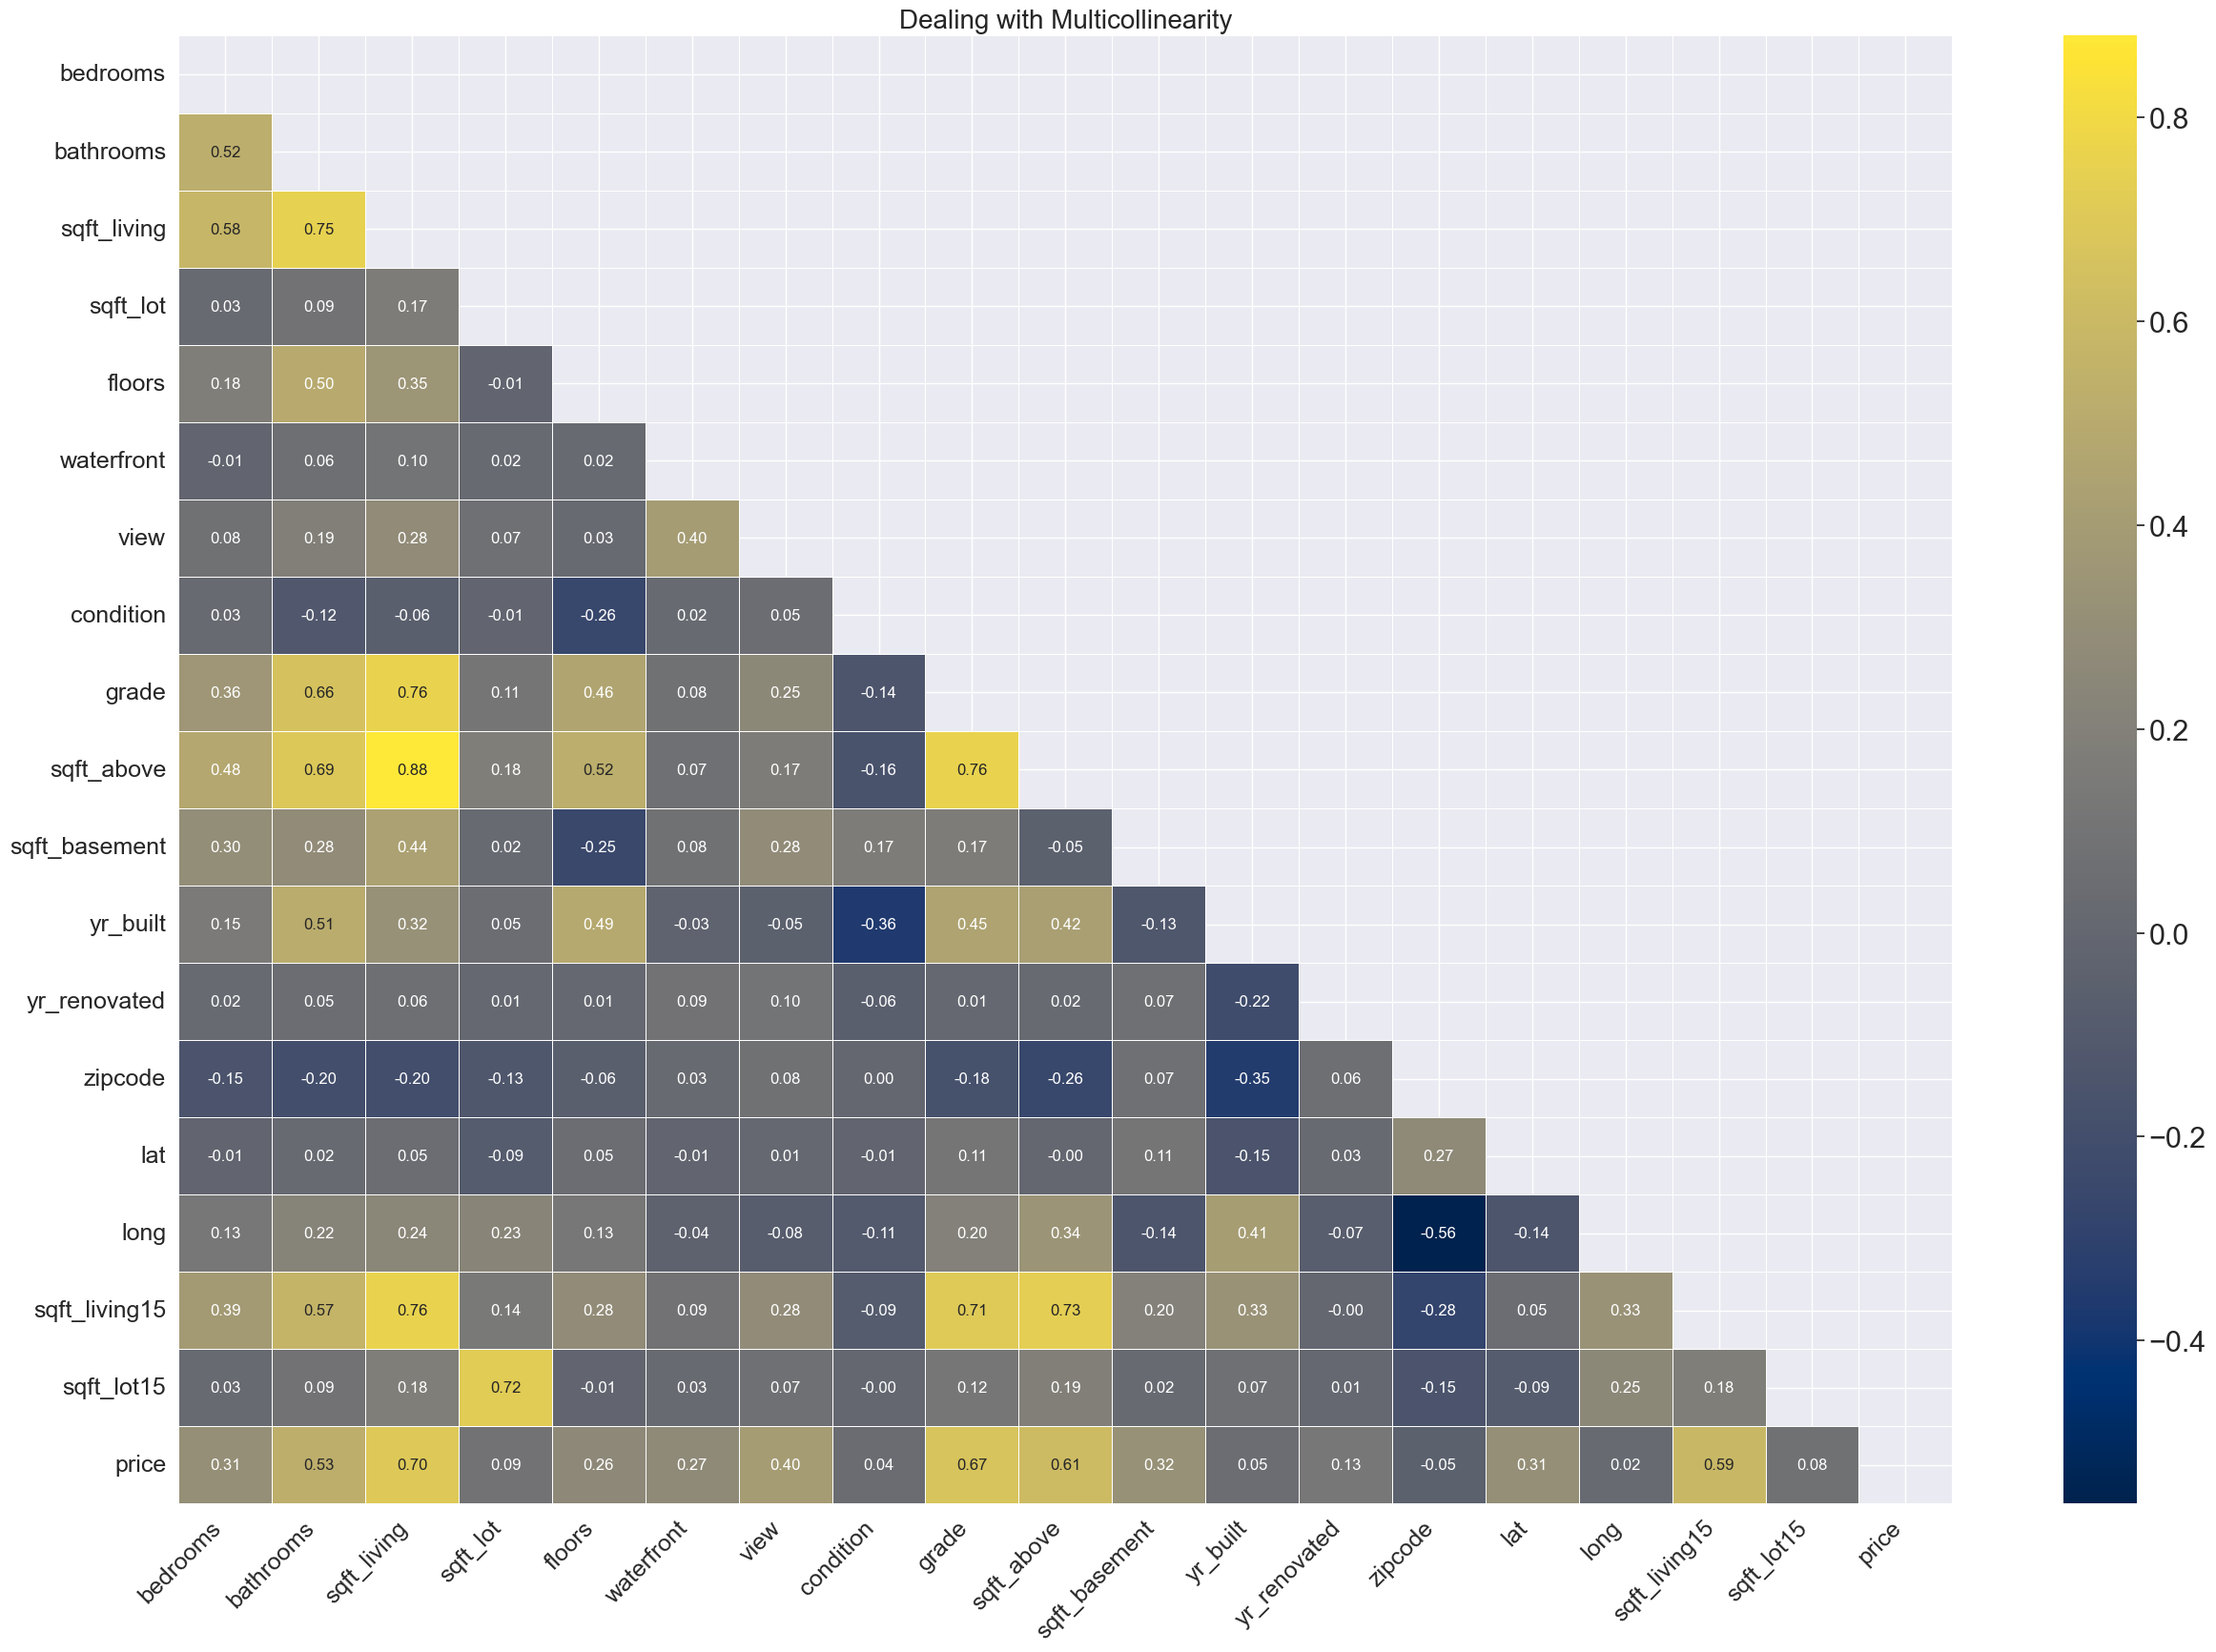 Dealing with Multicollinearity
bedrooms
bathrooms 0.52
sqft_living 0.58 0.75
sqft_lot 0.03 0.09 0.17
floors 0.18 0.50 0.35 -0.01
waterfront -0.01 0.06 0.10 0.02 0.02
view 0.08 0.19 0.28 0.07 0.03 0.40
condition 0.03 -0.12 -0.06 -0.01 -0.26 0.02 0.05
grade 0.36 0.66 0.76 0.11 0.46 0.08 0.25 -0.14
sqft_above 0.48 0.69 0.88 0.18 0.52 0.07 0.17 -0.16 0.76
sqft_basement 0.30 0.28 0.44 0.02 -0.25 0.08 0.28 0.17 0.17 -0.05
yr_built 0.15 0.51 0.32 0.05 0.49 -0.03 -0.05 -0.36 0.45 0.42 -0.13
yr_renovated 0.02 0.05 0.06 0.01 0.01 0.09 0.10 -0.06 0.01 0.02 0.07 -0.22
zipcode -0.15 -0.20 -0.20 -0.13 -0.06 0.03 0.08 0.00 -0.18 -0.26 0.07 -0.35 0.06
lat -0.01 0.02 0.05 -0.09 0.05 -0.01 0.01 -0.01 0.11 -0.00 0.11 -0.15 0.03 0.27
long 0.13 0.22 0.24 0.23 0.13 -0.04 -0.08 -0.11 0.20 0.34 -0.14 0.41 -0.07 -0.56 -0.14
sqft_living15 0.39 0.57 0.76 0.14 0.28 0.09 0.28 -0.09 0.71 0.73 0.20 0.33 -0.00 -0.28 0.05 0.33
sqft_lot15 0.03 0.09 0.18 0.72 -0.01 0.03 0.07 -0.00 0.12 0.19 0.02 0.07 0.01 -0.15 -0.09 0.25 0.18
price 0.31 0.53 0.70 0.09 0.26 0.27 0.40 0.04 0.67 0.61 0.32 0.05 0.13 -0.05 0.31 0.02 0.59 0.08
bedrooms bathrooms sqft_living sqft_lot floors waterfront view condition grade sqft_above sqft_basement yr_built yr_renovated zipcode lat long sqft_living15 sqft_lot15 price
0.8
0.6
0.4
0.2
0.0
−0.2
−0.4